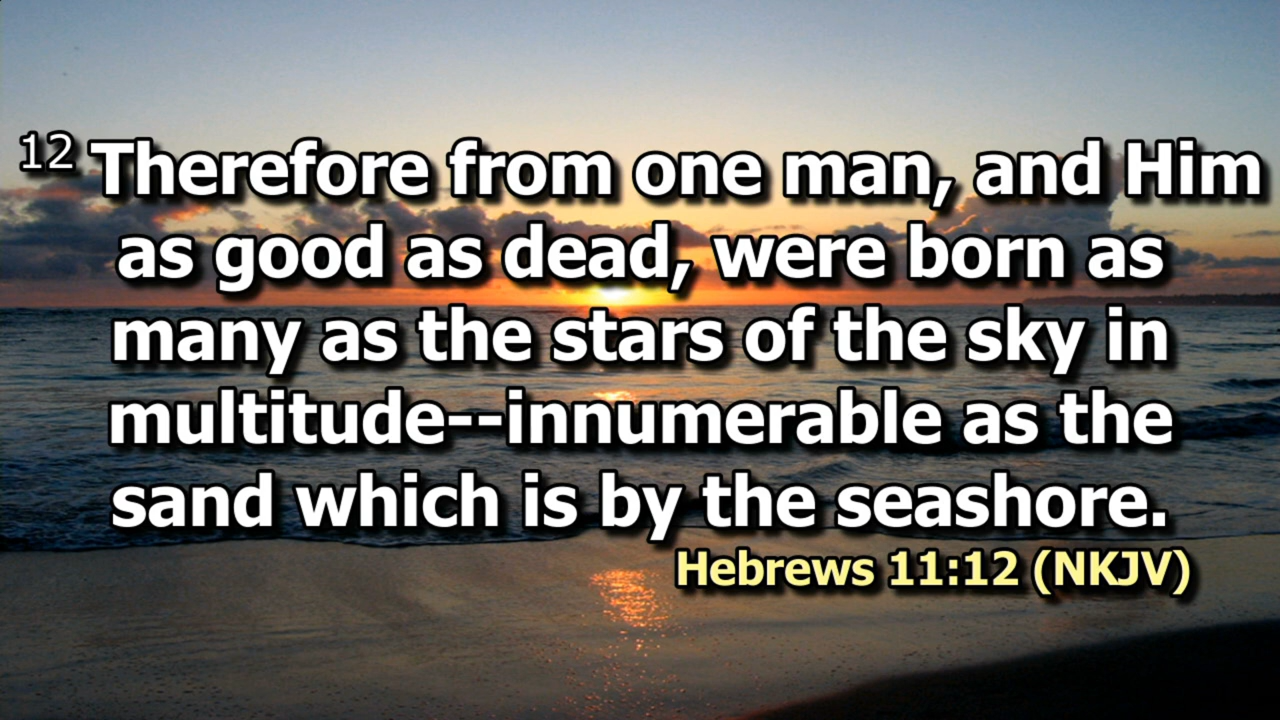 12 Therefore from one man, and Him
as good as dead, were born as
many as the stars of the sky in
multitude--innumerable as the
sand which is by the seashore.
Hebrews 11:12 (NKJV)